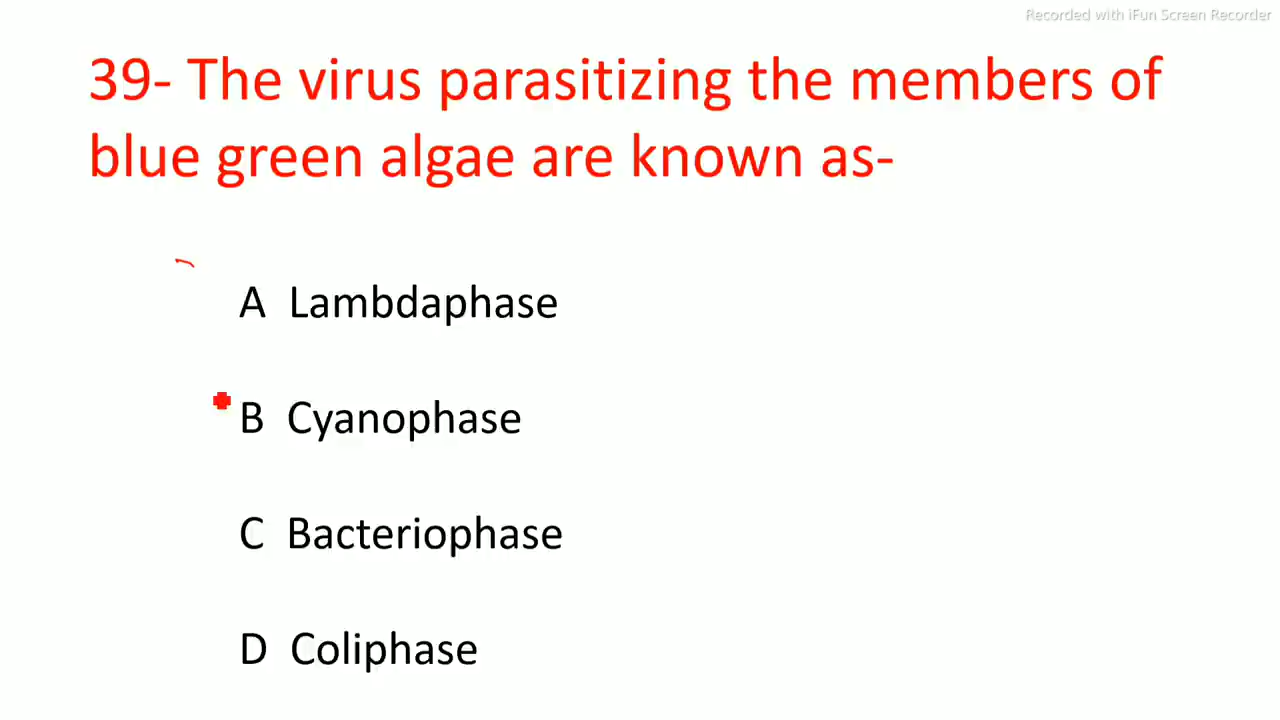 Recorded with iFun Screen Recorder
39- The virus parasitizing the members of
blue green algae are known as-
A Lambdaphase
B Cyanophase
C Bacteriophase
D Coliphase